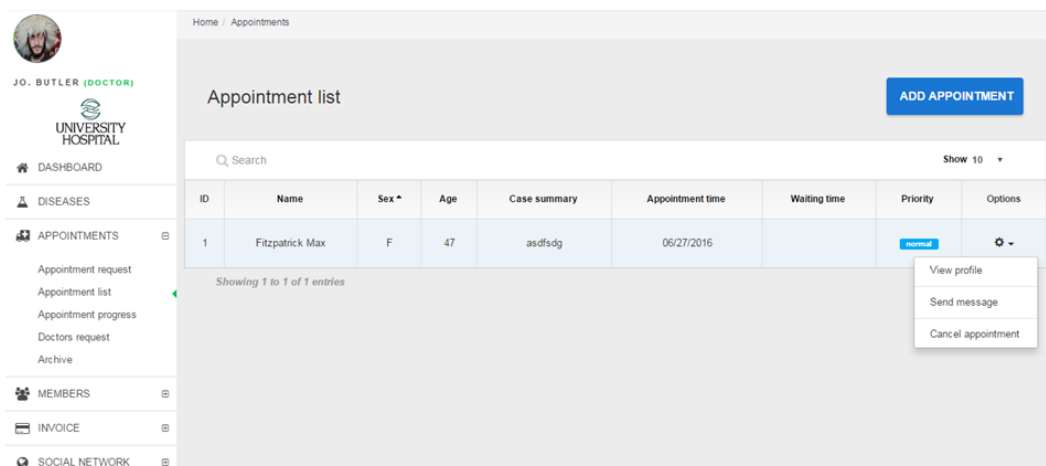 Home / Appointments
JO. BUTLER (DOCTOR)
UNIVERSITY
HOSPITAL
DASHBOARD
DISEASES
APPOINTMENTS
Appointment request
Appointment list
Appointment progress
Doctors request
Archive
MEMBERS
INVOICE
SOCIAL NETWORK
Appointment list
ADD APPOINTMENT
Search
Show 10
ID Name Sex Age Case summary Appointment time Waiting time Priority Options
1 Fitzpatrick Max F 47 asdfsdg 06/27/2016 normal
Showing 1 to 1 of 1 entries
View profile
Send message
Cancel appointment